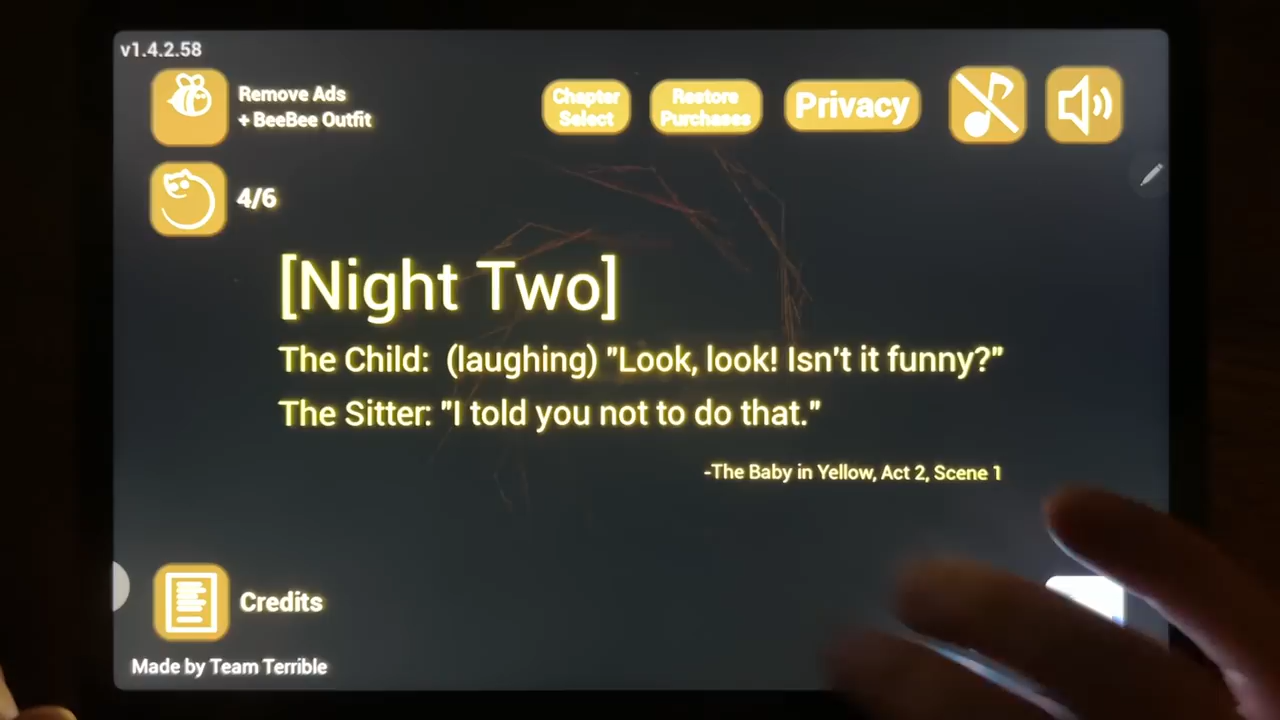 v1.4.2.58
Remove Ads
+ BeeBee Outfit
Chapter
Select
Restore
Purchases
Privacy
4/6
[Night Two]
The Child: (laughing) "Look, look! Isn't it funny?"
The Sitter: "I told you not to do that."
-The Baby in Yellow, Act 2, Scene 1
Credits
Made by Team Terrible